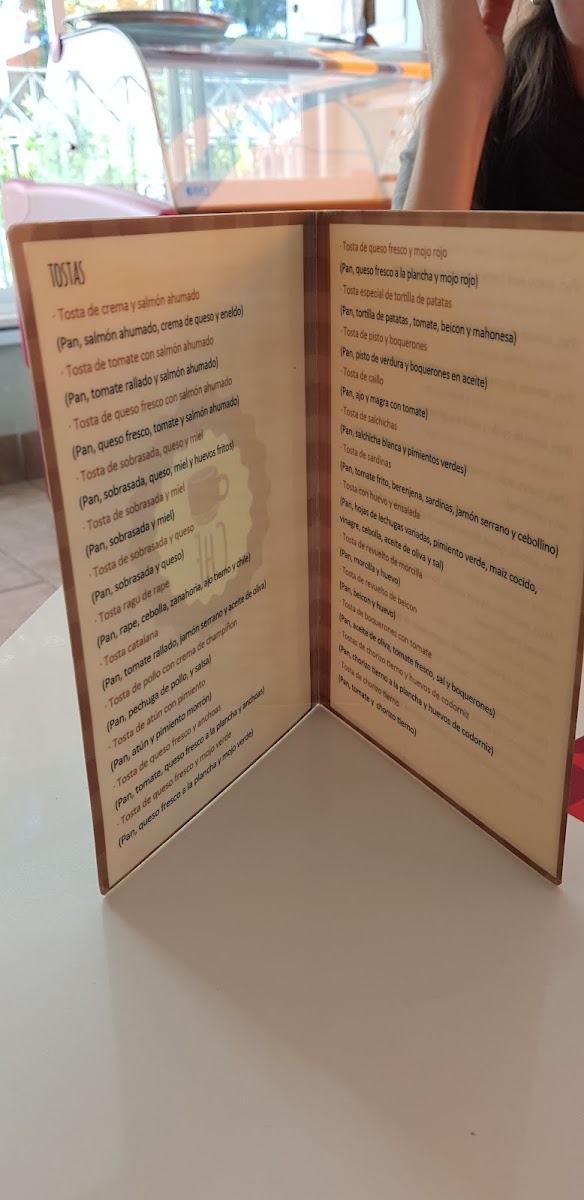 TOSTAS
· Tosta de crema y salmón ahumado
(Pan, salmón ahumado, crema de queso y eneldo)
· Tosta de tomate con salmón ahumado
(Pan, tomate rallado y salmón ahumado)
· Tosta de queso fresco con salmón ahumado
(Pan, queso fresco, tomate y salmón ahumado)
· Tosta de sobrasada, queso y miel
(Pan, sobrasada, queso, miel y huevos fritos)
· Tosta de sobrasada y miel
(Pan, sobrasada y miel)
· Tosta de sobrasada y queso
(Pan, sobrasada y queso)
· Tosta ragu de rape
(Pan, rape, cebolla, zanahoria, ajo tierno y chile)
· Tosta catalana
(Pan, tomate rallado, jamón serrano y aceite de oliva)
· Tosta de pollo con crema de champiñon
(Pan, pechuga de pollo, y salsa)
· Tosta de atún con pimiento
(Pan, atún y pimiento morrón)
· Tosta de queso fresco y anchoas
(Pan, tomate, queso fresco a la plancha y anchoas)
· Tosta de queso fresco y mojo verde
(Pan, queso fresco a la plancha y mojo verde)
· Tosta de queso fresco y mojo rojo
(Pan, queso fresco a la plancha y mojo rojo)
· Tosta especial de tortilla de patatas
(Pan, tortilla de patatas , tomate, beicon y mahonesa)
· Tosta de pisto y boquerones
(Pan, pisto de verdura y boquerones en aceite)
· Tosta de caillo
(Pan, ajo y magra con tomate)
· Tosta de salchichas
(Pan, salchicha blanca y pimientos verdes)
· Tosta de sardinas
(Pan, tomate frito, berenjena, sardinas, jamón serrano y cebollino)
· Tosta con huevo y ensalada
(Pan, hojas de lechugas variadas, pimiento verde, maiz cocido,
vinagre, cebolla, aceite de oliva y sal)
· Tosta de revuelto de morcilla
(Pan, morcilla y huevo)
· Tosta de revuelto de beicon
(Pan, beicon y huevo)
· Tosta de boquerones con tomate
(Pan, aceite de oliva, tomate fresco, sal y boquerones)
· Tostas de chorizo tierno y huevos de codorniz
(Pan, chorizo tierno a la plancha y huevos de codorniz)
· Tosta de chorizo tierno
(Pan, tomate y chorizo tierno)